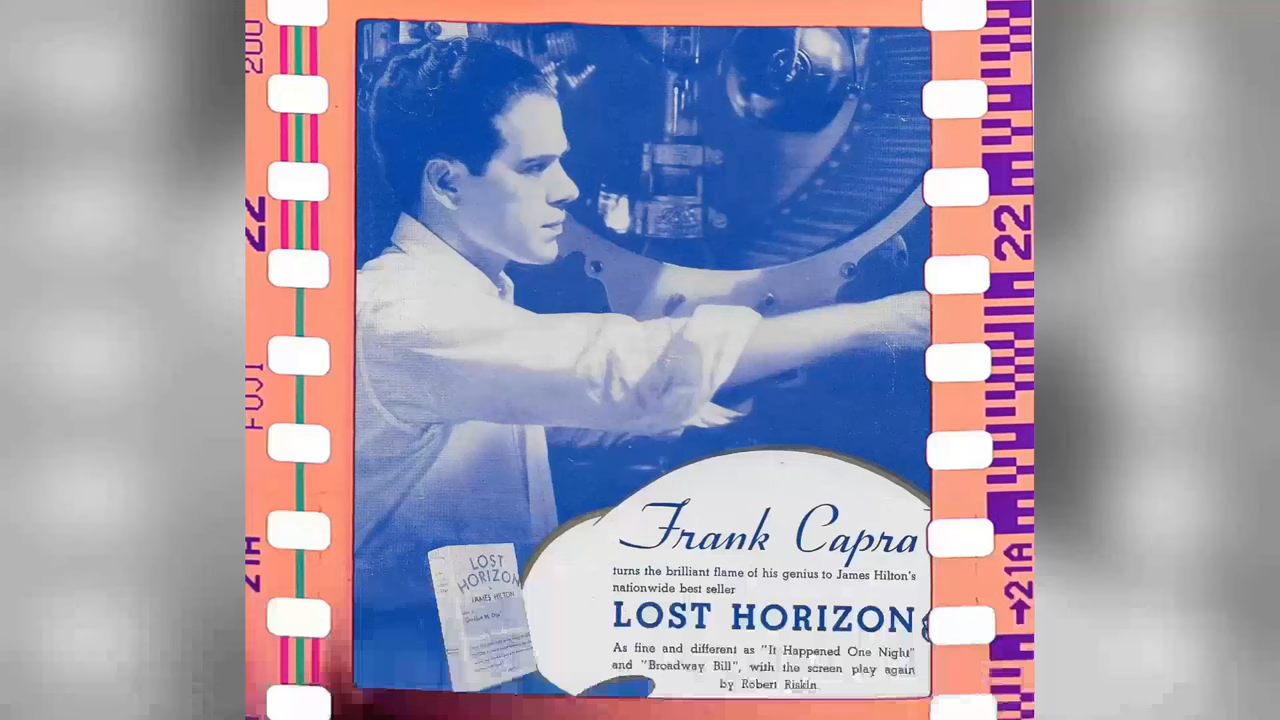 200
22
FUJI
21A
22
→21A
LOST
HORIZON
JAMES HILTON
Frank Capra
turns the brilliant flame of his genius to James Hilton's
nationwide best seller
LOST HORIZON
As fine and different as "It Happened One Night"
and "Broadway Bill", with the screen play again
by Robert Riskin